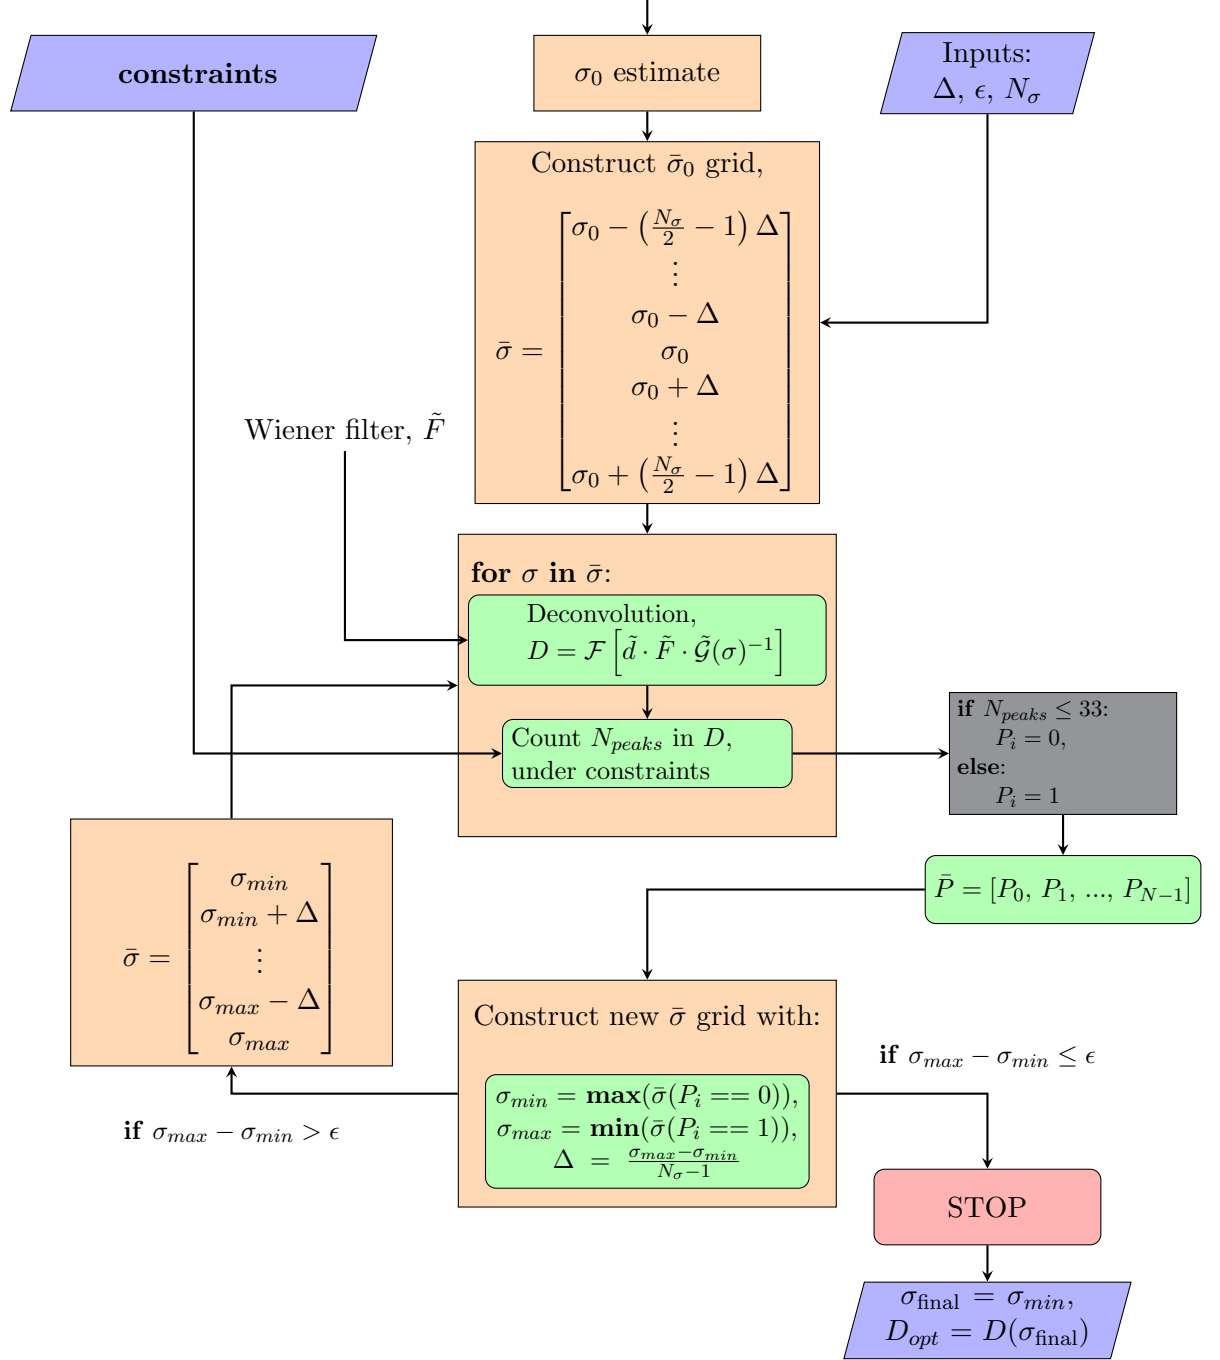 constraints
σ₀ estimate
Inputs:
Δ, ϵ, N_σ
Construct σ̄₀ grid,
σ̄ =
σ₀ − (N_σ/2 − 1) Δ
⋮
σ₀ − Δ
σ₀
σ₀ + Δ
⋮
σ₀ + (N_σ/2 − 1) Δ
Wiener filter, F̃
for σ in σ̄:
Deconvolution,
D = ℱ [d̃ · F̃ · 𝒢̃(σ)⁻¹]
Count N_peaks in D,
under constraints
if N_peaks ≤ 33:
P_i = 0,
else:
P_i = 1
P̄ = [P₀, P₁, ..., P_{N−1}]
σ̄ =
σ_min
σ_min + Δ
⋮
σ_max − Δ
σ_max
Construct new σ̄ grid with:
σ_min = max(σ̄(P_i == 0)),
σ_max = min(σ̄(P_i == 1)),
Δ = (σ_max − σ_min)/(N_σ − 1)
if σ_max − σ_min > ϵ
if σ_max − σ_min ≤ ϵ
STOP
σ_final = σ_min,
D_opt = D(σ_final)